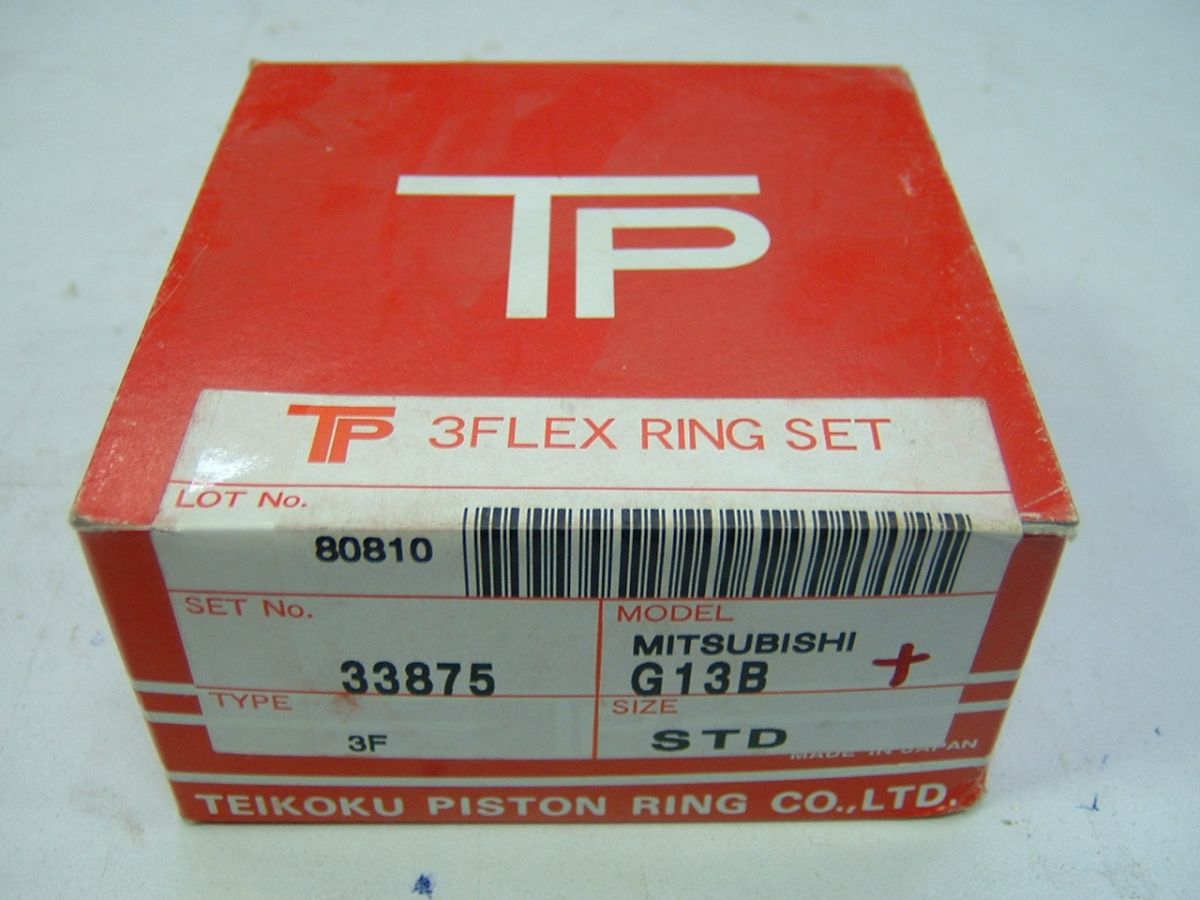 TP
TP 3FLEX RING SET
LOT No.
80810
SET No.
33875
MODEL
MITSUBISHI
G13B +
TYPE
3F
SIZE
STD
MADE IN JAPAN
TEIKOKU PISTON RING CO.,LTD.